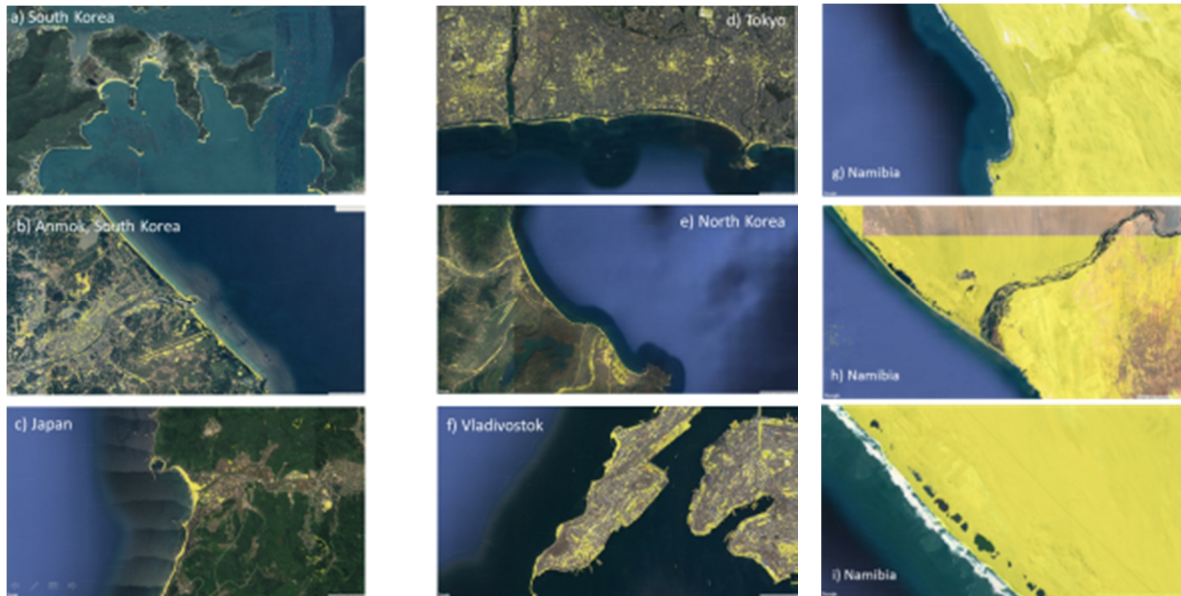 a) South Korea
d) Tokyo
g) Namibia
b) Anmok, South Korea
e) North Korea
h) Namibia
c) Japan
f) Vladivostok
i) Namibia